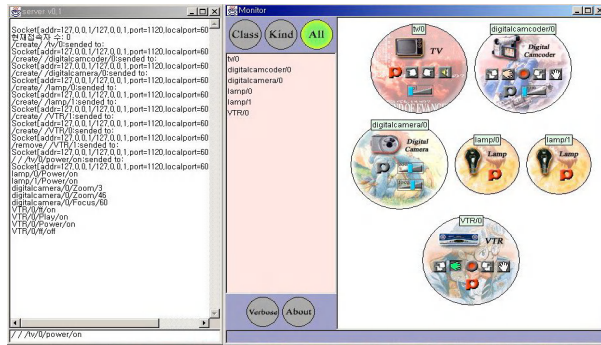 server v0.1
Socket[addr=127.0.0.1/127.0.0.1,port=1120,localport=60
현재접속자 수: 0
/create/ /tv/0:sended to:
Socket[addr=127.0.0.1/127.0.0.1,port=1120,localport=60
/create/ /digitalcamcoder/0:sended to:
Socket[addr=127.0.0.1/127.0.0.1,port=1120,localport=60
/create/ /digitalcamera/0:sended to:
Socket[addr=127.0.0.1/127.0.0.1,port=1120,localport=60
/create/ /lamp/0:sended to:
Socket[addr=127.0.0.1/127.0.0.1,port=1120,localport=60
/create/ /lamp/1:sended to:
Socket[addr=127.0.0.1/127.0.0.1,port=1120,localport=60
/create/ /VTR/1:sended to:
Socket[addr=127.0.0.1/127.0.0.1,port=1120,localport=60
/create/ /VTR/0:sended to:
Socket[addr=127.0.0.1/127.0.0.1,port=1120,localport=60
/remove/ /VTR/1:sended to:
Socket[addr=127.0.0.1/127.0.0.1,port=1120,localport=60
/ / /tv/0/power/on:sended to:
Socket[addr=127.0.0.1/127.0.0.1,port=1120,localport=60
lamp/0/Power/on
lamp/1/Power/on
digitalcamera/0/Zoom/3
digitalcamera/0/Zoom/46
digitalcamera/0/Focus/60
VTR/0/ff/on
VTR/0/Play/on
VTR/0/Power/on
VTR/0/ff/off
/ / /tv/0/power/on
Monitor
Class
Kind
All
tv/0
digitalcamcoder/0
digitalcamera/0
lamp/0
lamp/1
VTR/0
Verbose
About
tv/0
TV
digitalcamcoder/0
Digital
Camcoder
digitalcamera/0
Digital
Camera
lamp/0
Lamp
lamp/1
Lamp
VTR/0
VTR